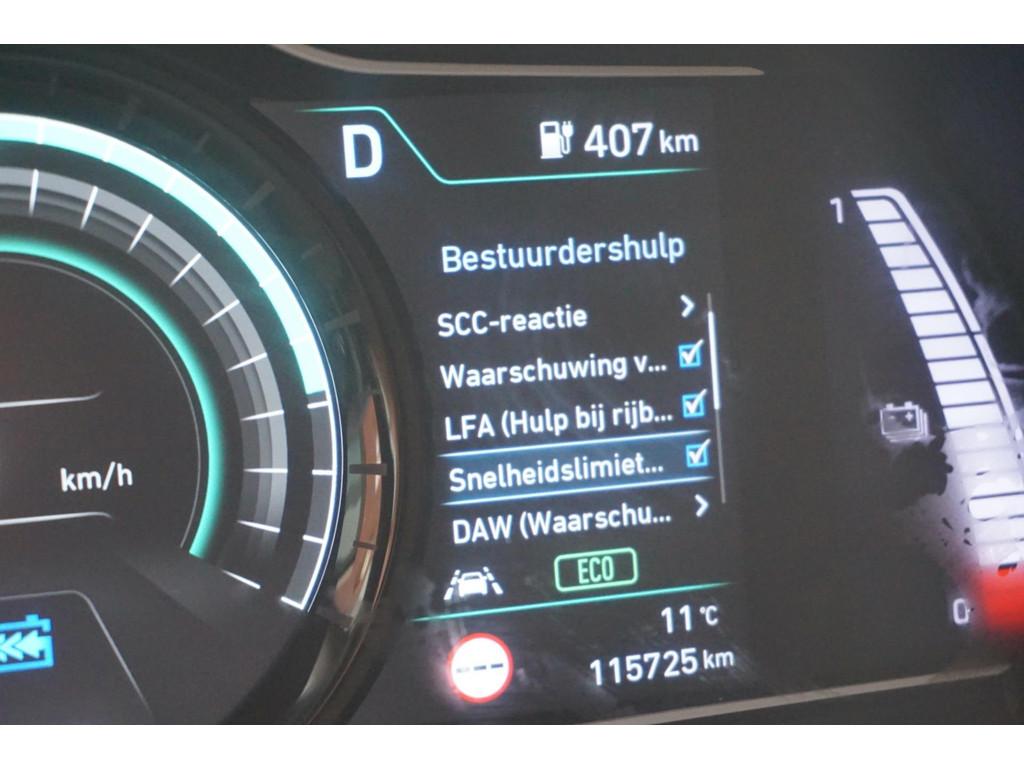 D
407 km
1
Bestuurdershulp
SCC-reactie
Waarschuwing v...
LFA (Hulp bij rijb...
Snelheidslimiet...
km/h
DAW (Waarschu...
ECO
0
11 °C
115725 km